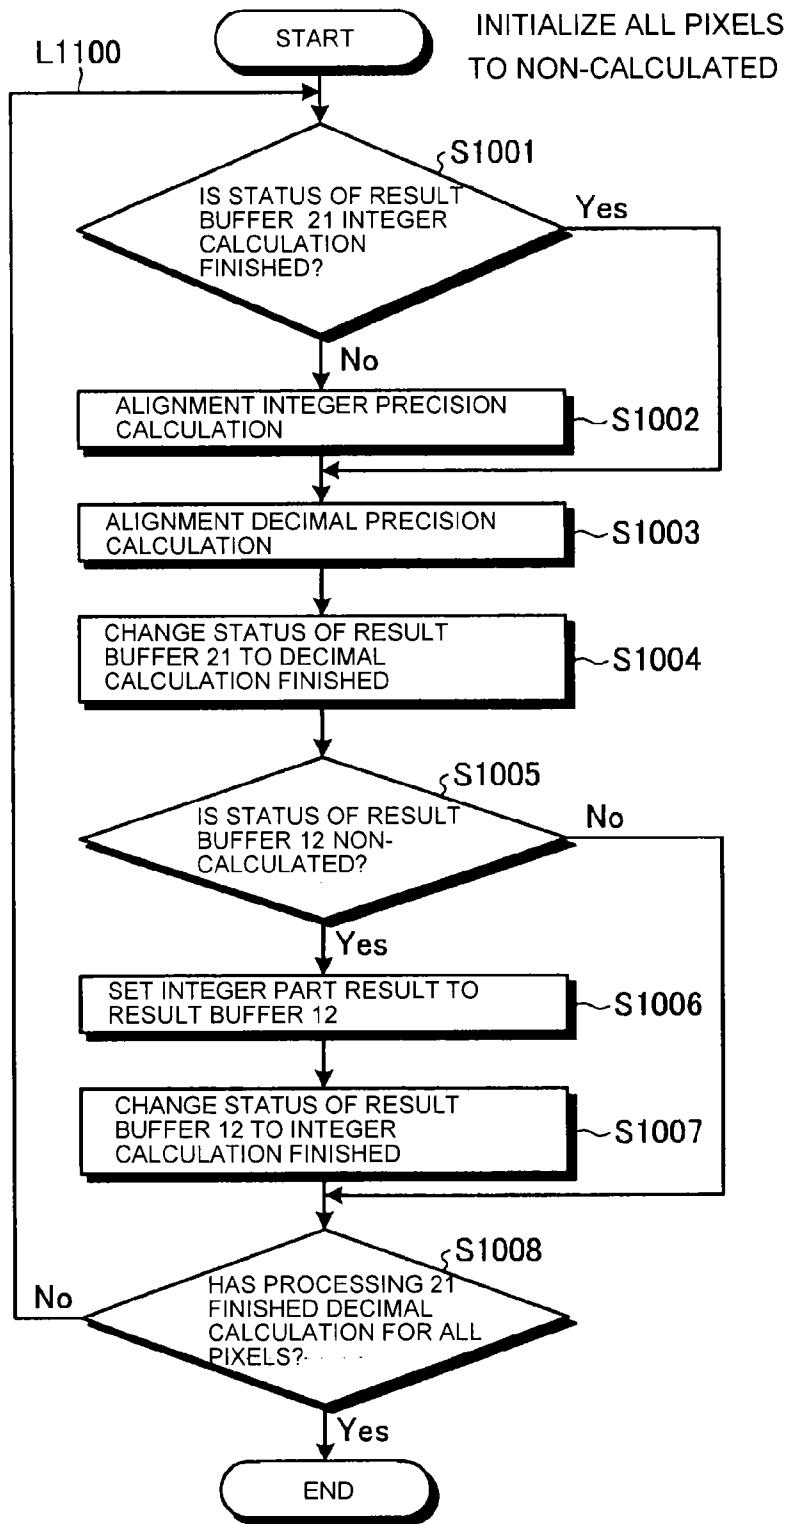 START
INITIALIZE ALL PIXELS
TO NON-CALCULATED
L1100
S1001
IS STATUS OF RESULT
BUFFER 21 INTEGER
CALCULATION
FINISHED?
Yes
No
ALIGNMENT INTEGER PRECISION
CALCULATION
S1002
ALIGNMENT DECIMAL PRECISION
CALCULATION
S1003
CHANGE STATUS OF RESULT
BUFFER 21 TO DECIMAL
CALCULATION FINISHED
S1004
S1005
IS STATUS OF RESULT
BUFFER 12 NON-
CALCULATED?
No
Yes
SET INTEGER PART RESULT TO
RESULT BUFFER 12
S1006
CHANGE STATUS OF RESULT
BUFFER 12 TO INTEGER
CALCULATION FINISHED
S1007
S1008
HAS PROCESSING 21
FINISHED DECIMAL
CALCULATION FOR ALL
PIXELS?
No
Yes
END